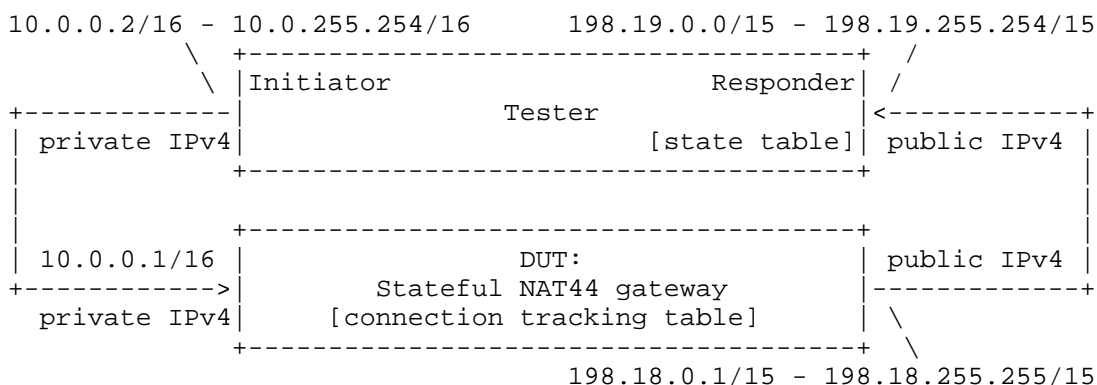 10.0.0.2/16 - 10.0.255.254/16 198.19.0.0/15 - 198.19.255.254/15
Initiator Responder
Tester
private IPv4 [state table] public IPv4
10.0.0.1/16 DUT: public IPv4
Stateful NAT44 gateway
private IPv4 [connection tracking table]
198.18.0.1/15 - 198.18.255.255/15